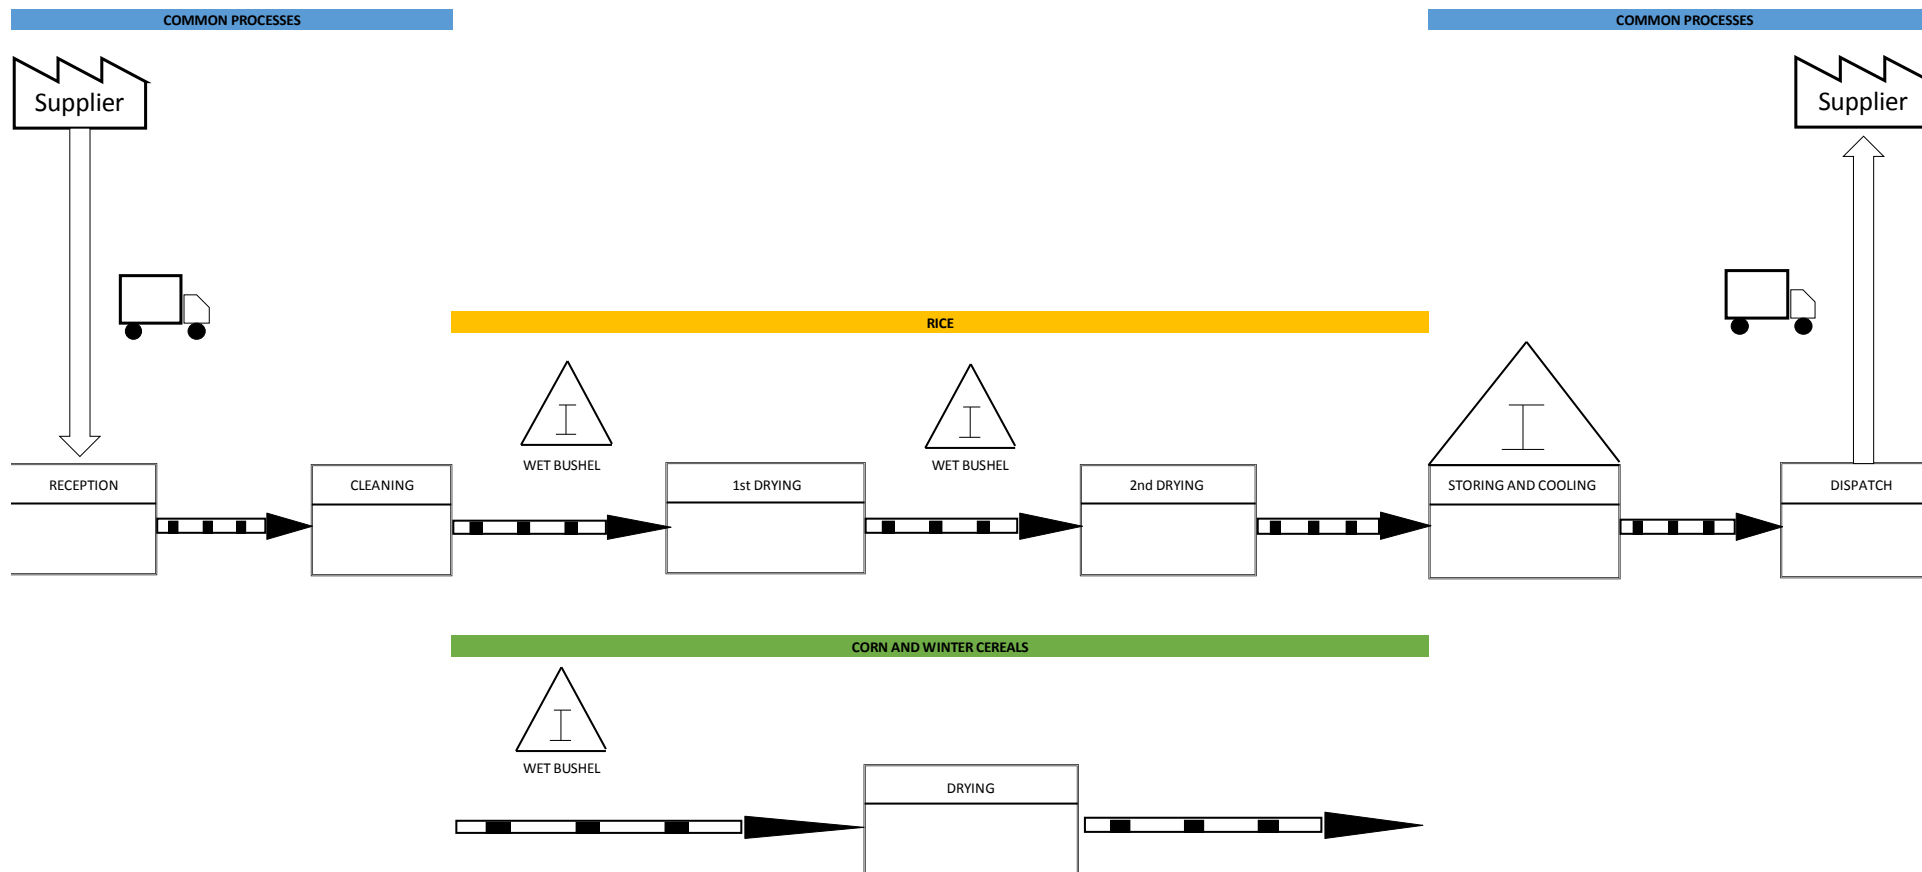 COMMON PROCESSES
COMMON PROCESSES
Supplier
Supplier
RICE
I
I
I
WET BUSHEL
WET BUSHEL
RECEPTION
CLEANING
1st DRYING
2nd DRYING
STORING AND COOLING
DISPATCH
CORN AND WINTER CEREALS
I
WET BUSHEL
DRYING